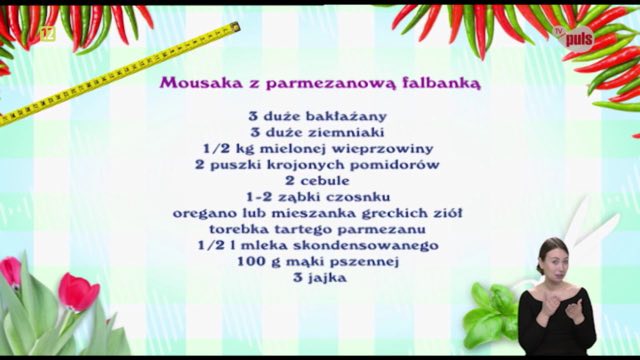 12
TV
puls
Mousaka z parmezanową falbanką
3 duże bakłażany
3 duże ziemniaki
1/2 kg mielonej wieprzowiny
2 puszki krojonych pomidorów
2 cebule
1-2 ząbki czosnku
oregano lub mieszanka greckich ziół
torebka tartego parmezanu
1/2 l mleka skondensowanego
100 g mąki pszennej
3 jajka